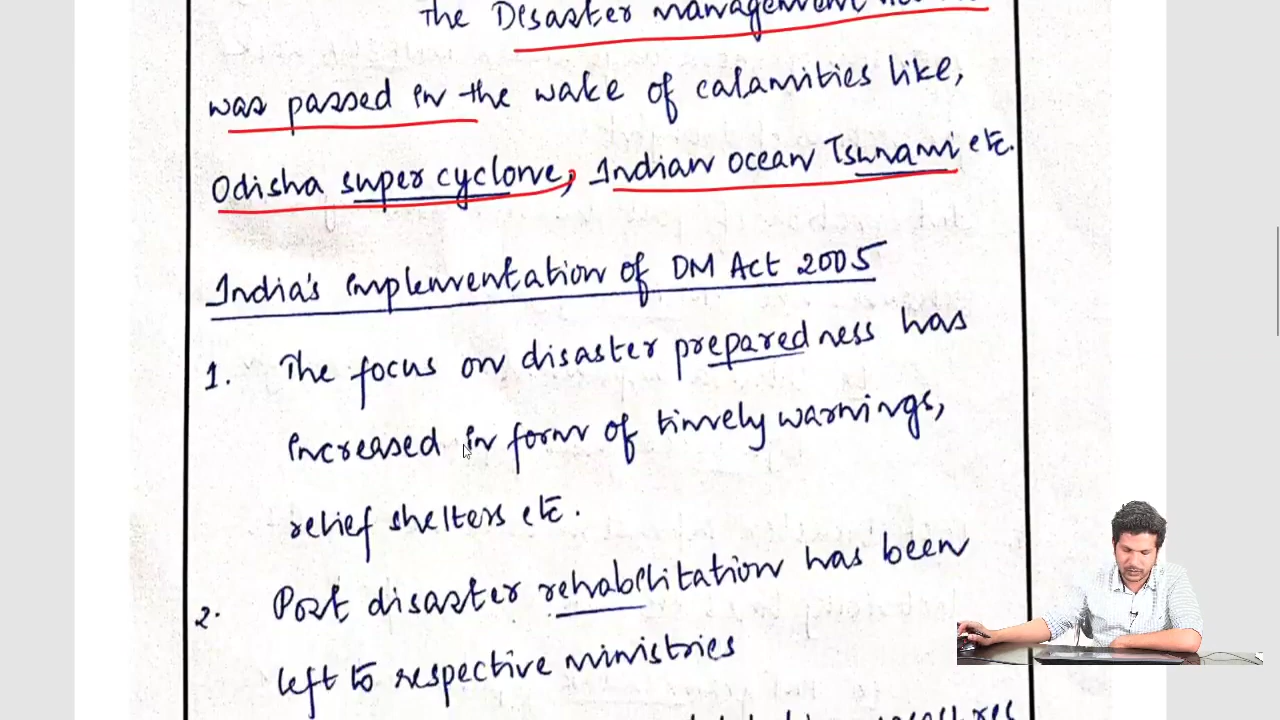 The Disaster management
was passed in the wake of calamities like,
Odisha super cyclone, Indian ocean Tsunami etc.
India's implementation of DM Act 2005
1. The focus on disaster preparedness has
increased in form of timely warnings,
relief shelters etc.
2. Post disaster rehabilitation has been
left to respective ministries